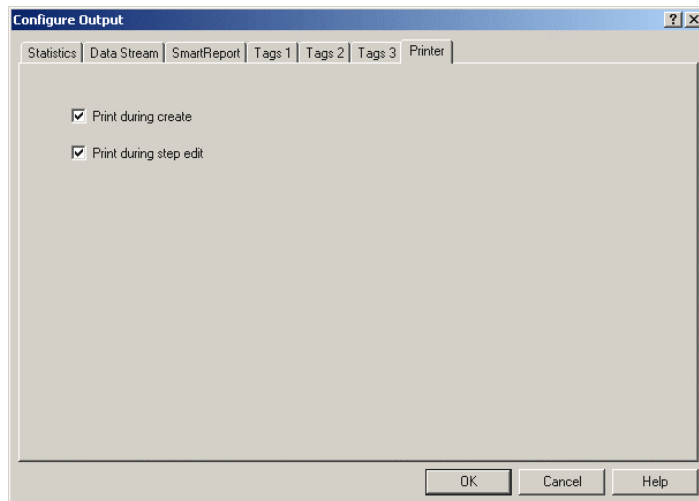 Configure Output
Statistics Data Stream SmartReport Tags 1 Tags 2 Tags 3 Printer
Print during create
Print during step edit
OK Cancel Help